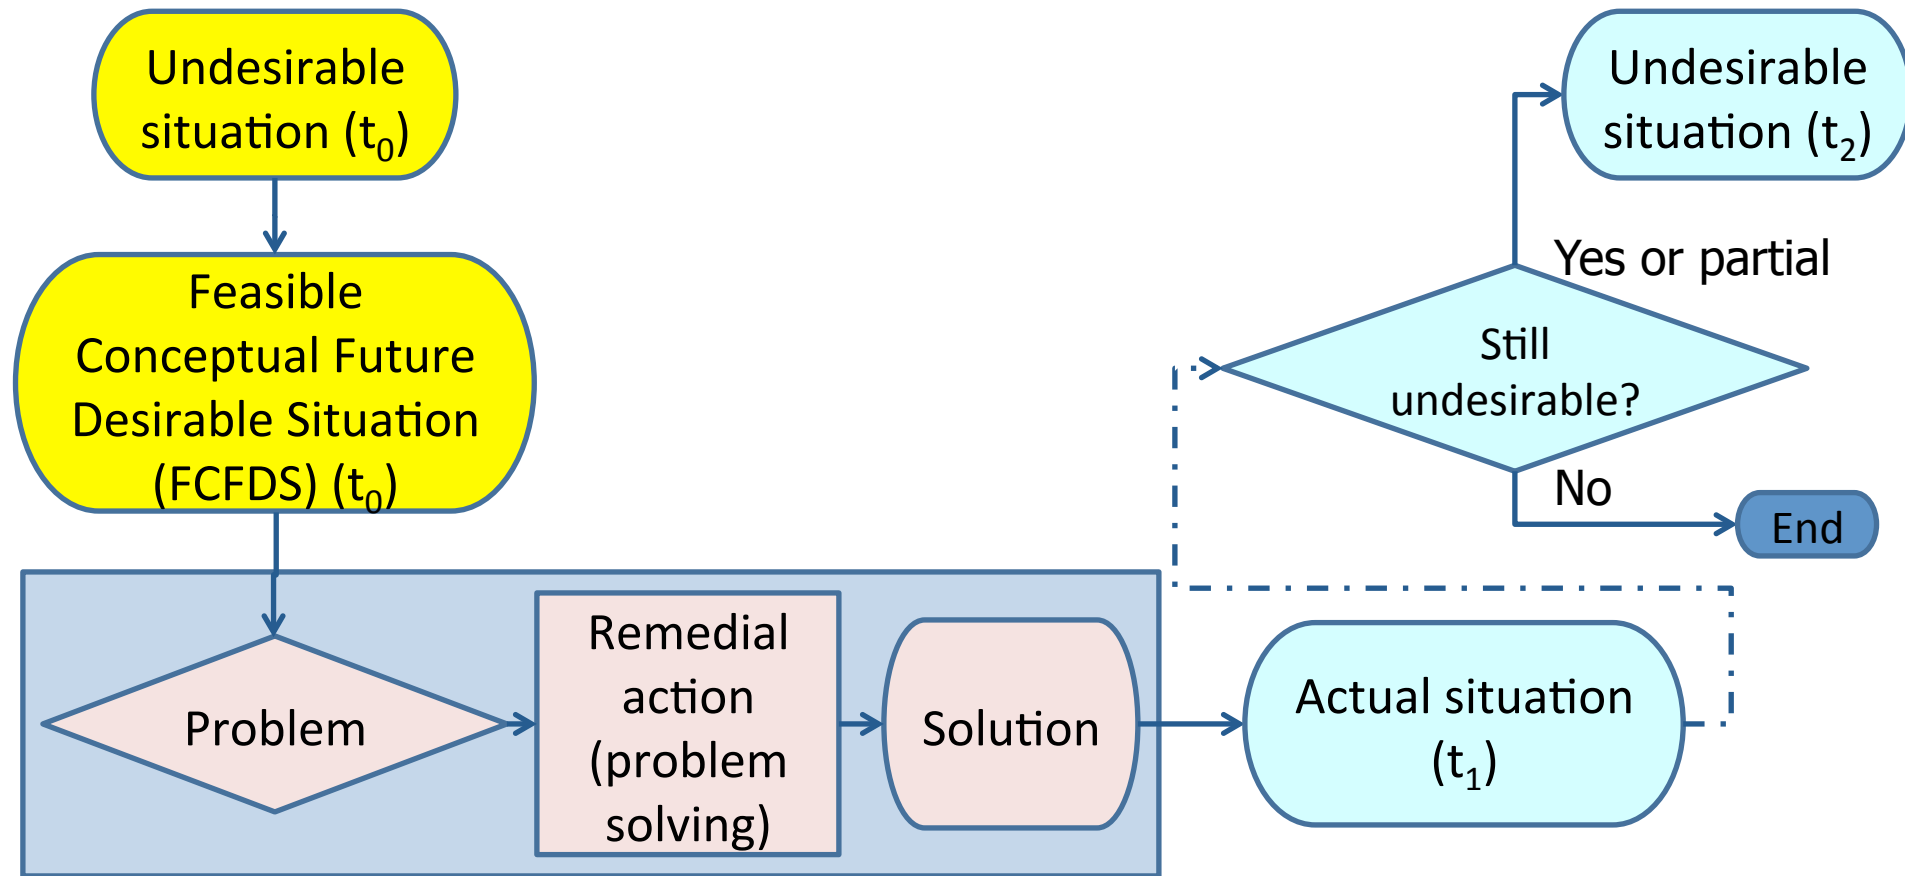 Undesirable
situation (t₀)
Feasible
Conceptual Future
Desirable Situation
(FCFDS) (t₀)
Problem
Remedial
action
(problem
solving)
Solution
Actual situation
(t₁)
Still
undesirable?
Yes or partial
Undesirable
situation (t₂)
No
End